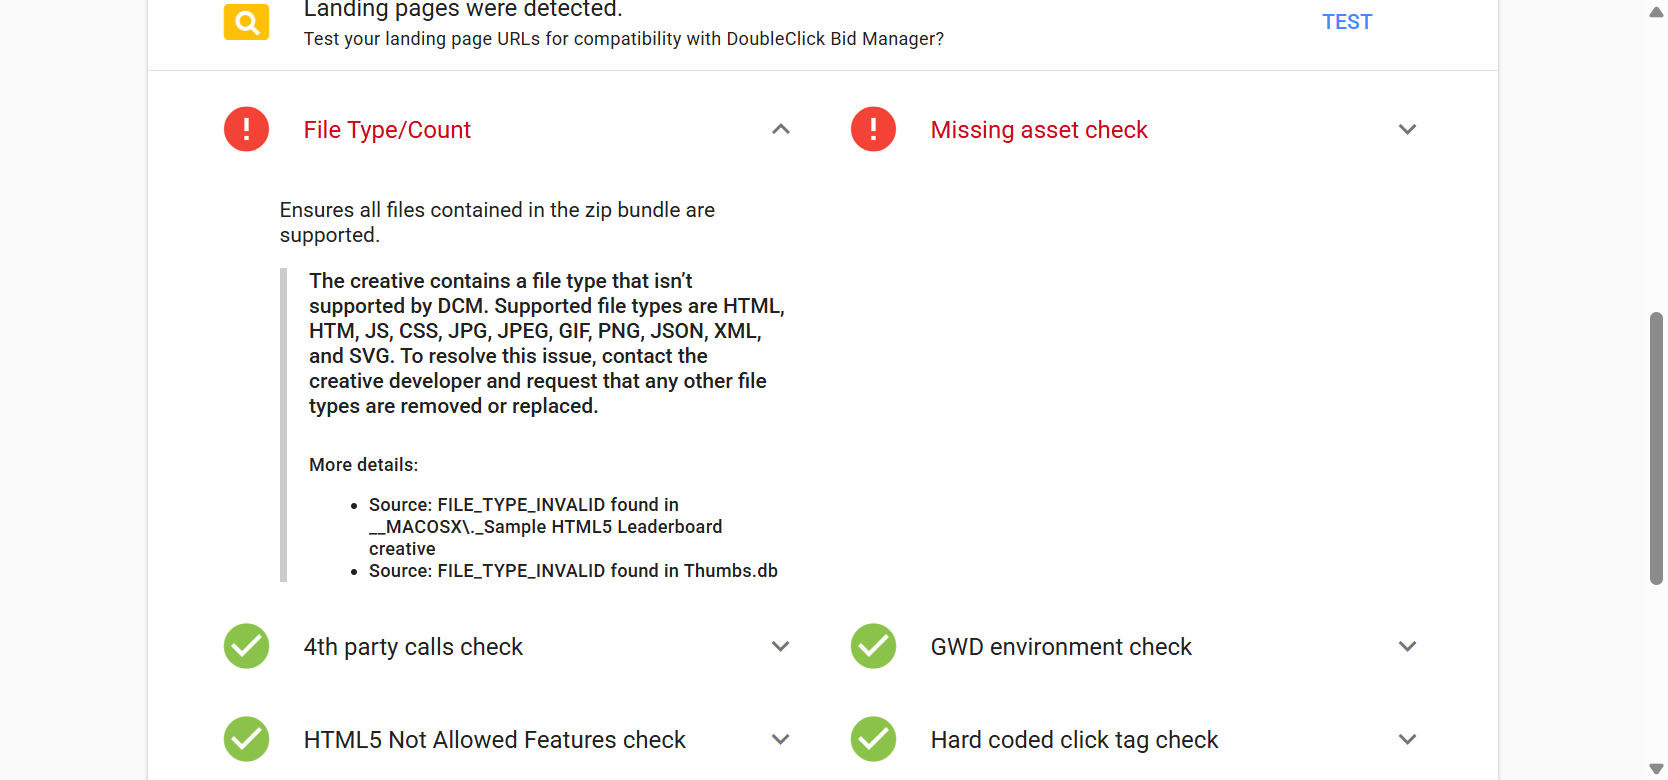 Landing pages were detected.
Test your landing page URLs for compatibility with DoubleClick Bid Manager?
TEST
File Type/Count
Missing asset check
Ensures all files contained in the zip bundle are
supported.
The creative contains a file type that isn’t
supported by DCM. Supported file types are HTML,
HTM, JS, CSS, JPG, JPEG, GIF, PNG, JSON, XML,
and SVG. To resolve this issue, contact the
creative developer and request that any other file
types are removed or replaced.
More details:
• Source: FILE_TYPE_INVALID found in
__MACOSX\._Sample HTML5 Leaderboard
creative
• Source: FILE_TYPE_INVALID found in Thumbs.db
4th party calls check
GWD environment check
HTML5 Not Allowed Features check
Hard coded click tag check